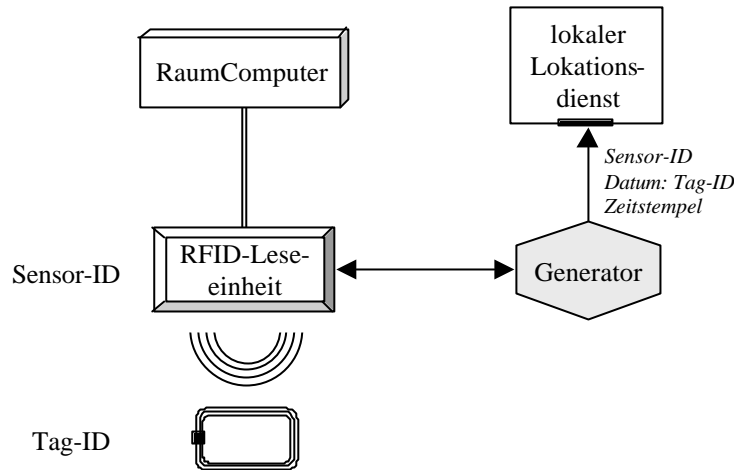 RaumComputer
lokaler
Lokations-
dienst
Sensor-ID
Datum: Tag-ID
Zeitstempel
Sensor-ID
RFID-Lese-
einheit
Generator
Tag-ID